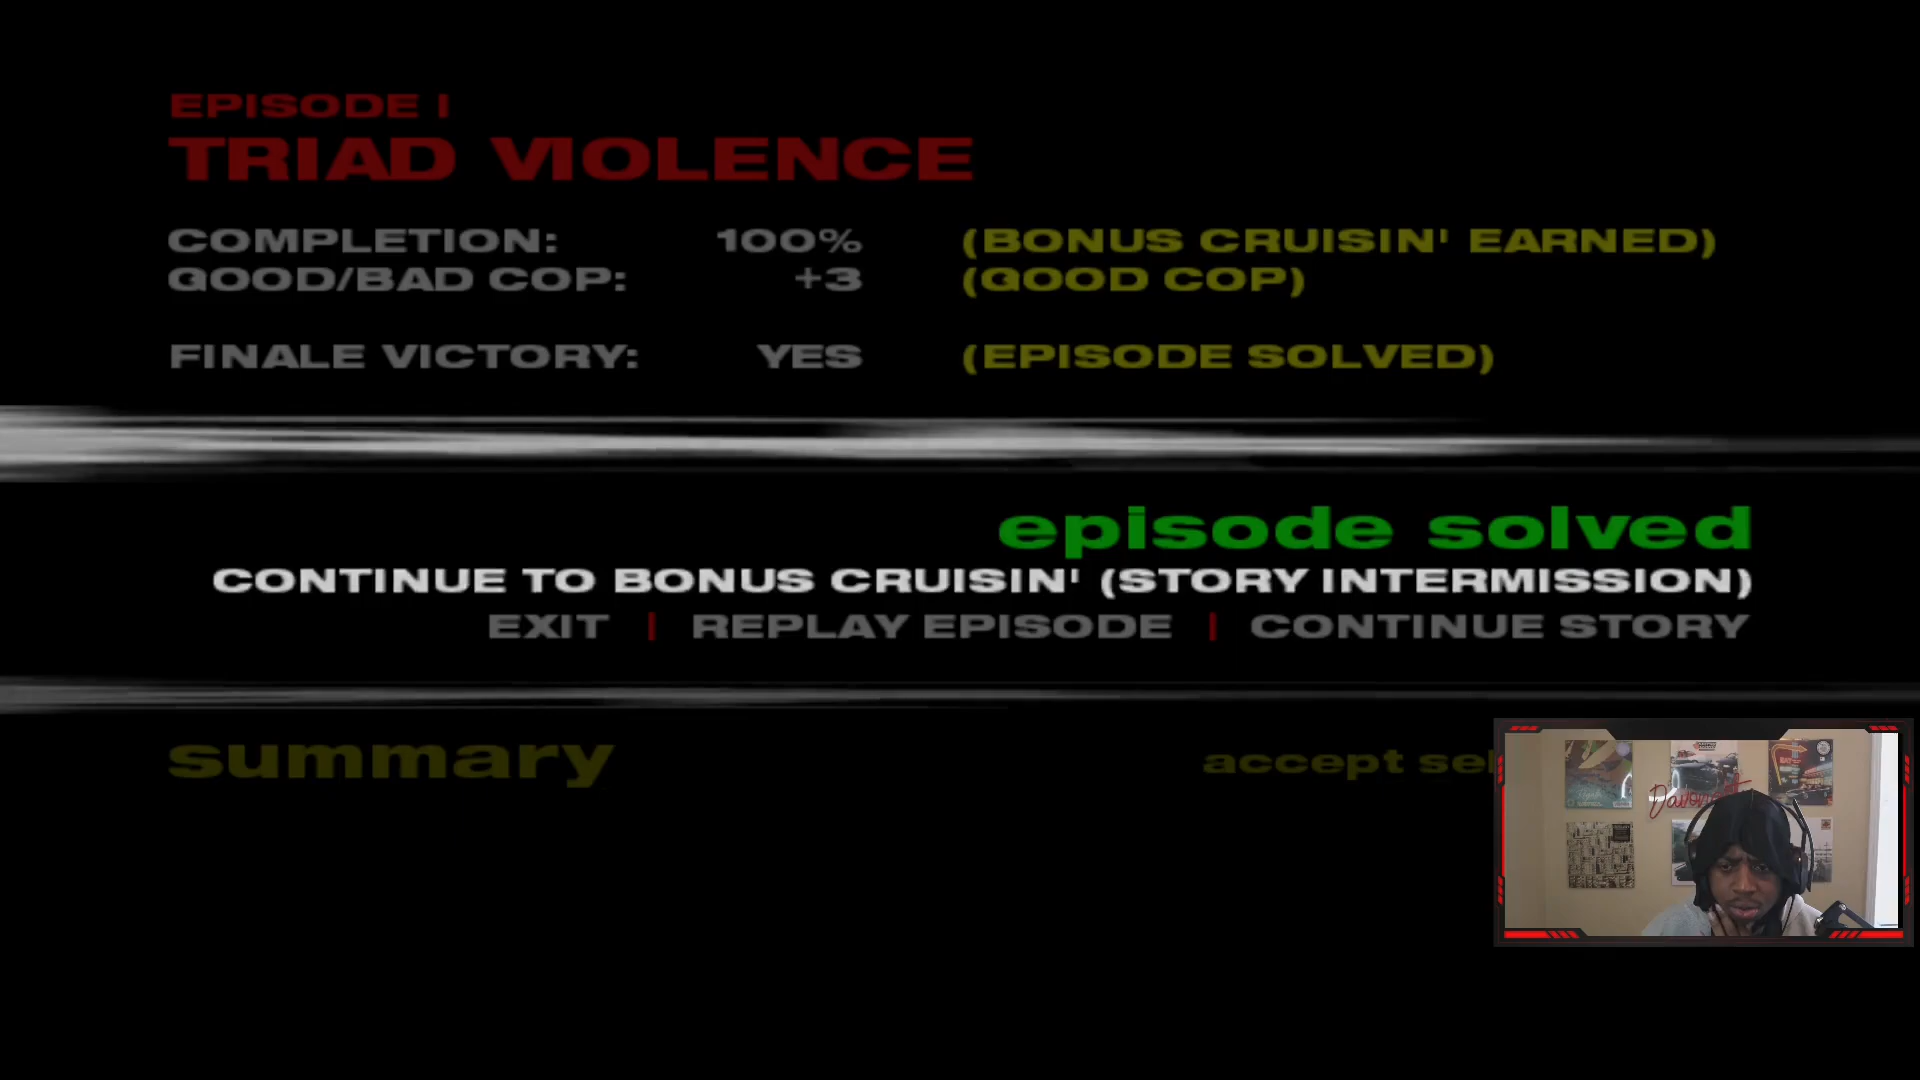 EPISODE I
TRIAD VIOLENCE
COMPLETION: 100% (BONUS CRUISIN' EARNED)
GOOD/BAD COP: +3 (GOOD COP)
FINALE VICTORY: YES (EPISODE SOLVED)
episode solved
CONTINUE TO BONUS CRUISIN' (STORY INTERMISSION)
EXIT | REPLAY EPISODE | CONTINUE STORY
summary accept